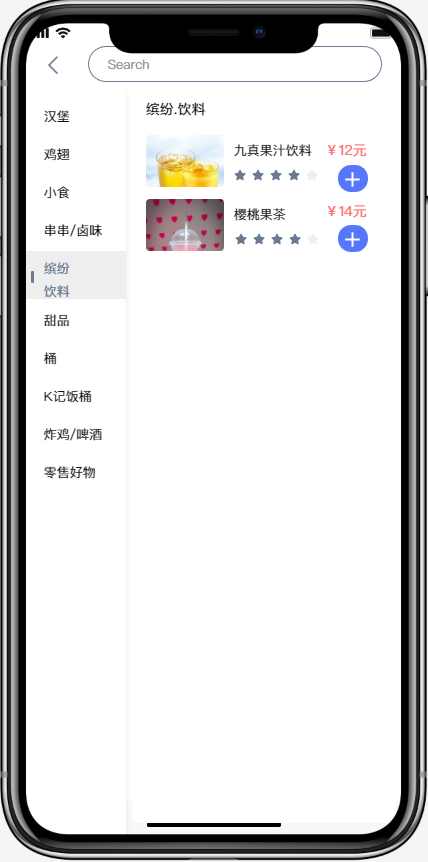 Search
汉堡
鸡翅
小食
串串/卤味
缤纷
饮料
甜品
桶
K记饭桶
炸鸡/啤酒
零售好物
缤纷.饮料
九真果汁饮料 ¥12元
樱桃果茶 ¥14元